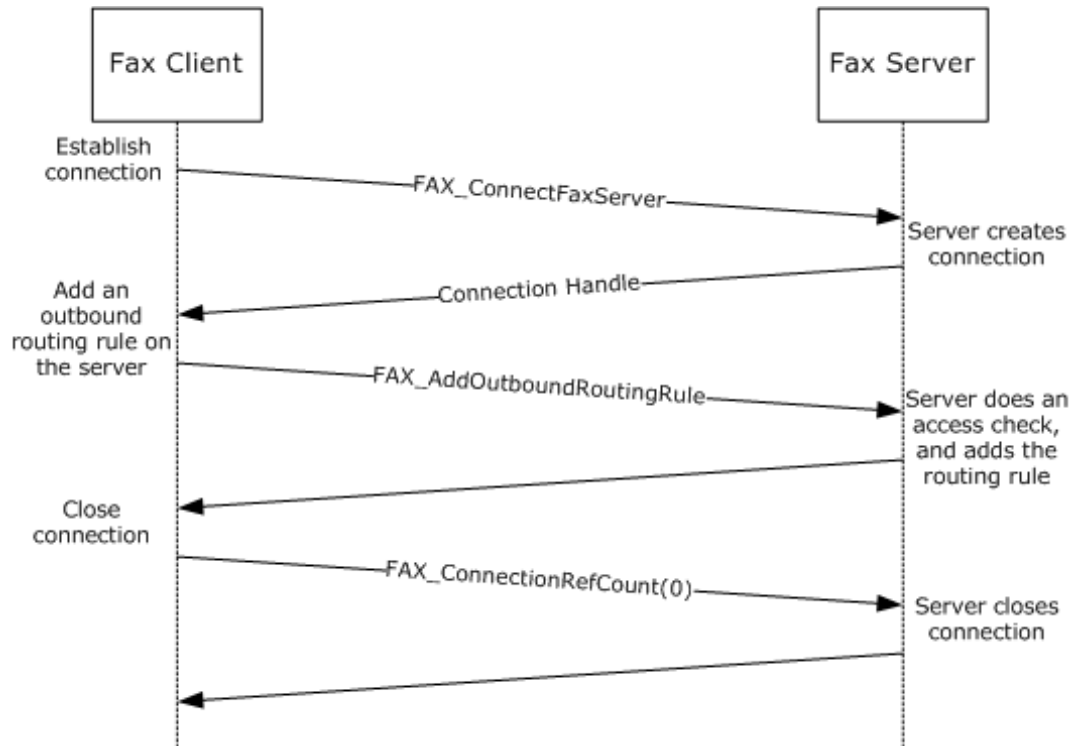 Fax Client
Fax Server
Establish
connection
FAX_ConnectFaxServer
Server creates
connection
Connection Handle
Add an
outbound
routing rule on
the server
FAX_AddOutboundRoutingRule
Server does an
access check,
and adds the
routing rule
Close
connection
FAX_ConnectionRefCount(0)
Server closes
connection